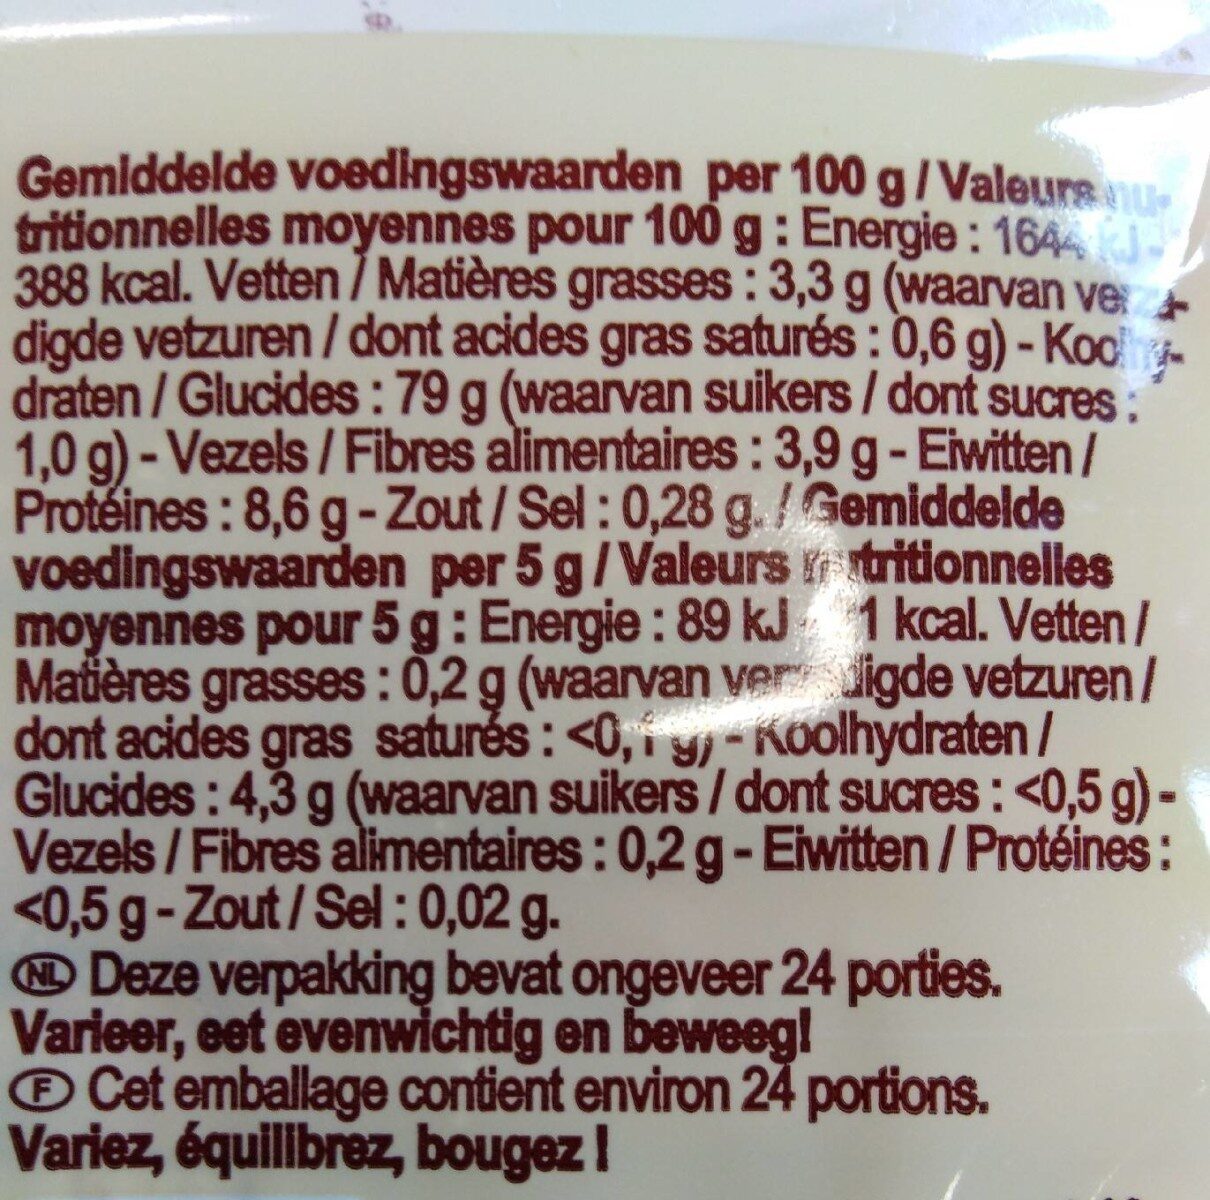 Gemiddelde voedingswaarden per 100 g / Valeurs nu-
tritionnelles moyennes pour 100 g : Energie : 1644 kJ -
388 kcal. Vetten / Matières grasses : 3,3 g (waarvan verza-
digde vetzuren / dont acides gras saturés : 0,6 g) - Koolhy-
draten / Glucides : 79 g (waarvan suikers / dont sucres :
1,0 g) - Vezels / Fibres alimentaires : 3,9 g - Eiwitten /
Protéines : 8,6 g - Zout / Sel : 0,28 g. / Gemiddelde
voedingswaarden per 5 g / Valeurs nutritionnelles
moyennes pour 5 g : Energie : 89 kJ - kcal. Vetten /
Matières grasses : 0,2 g (waarvan verzadigde vetzuren /
dont acides gras saturés : <0,1 g) - Koolhydraten /
Glucides : 4,3 g (waarvan suikers / dont sucres : <0,5 g) -
Vezels / Fibres alimentaires : 0,2 g - Eiwitten / Protéines :
<0,5 g - Zout / Sel : 0,02 g.
NL Deze verpakking bevat ongeveer 24 porties.
Varieer, eet evenwichtig en beweeg!
F Cet emballage contient environ 24 portions.
Variez, équilibrez, bougez !